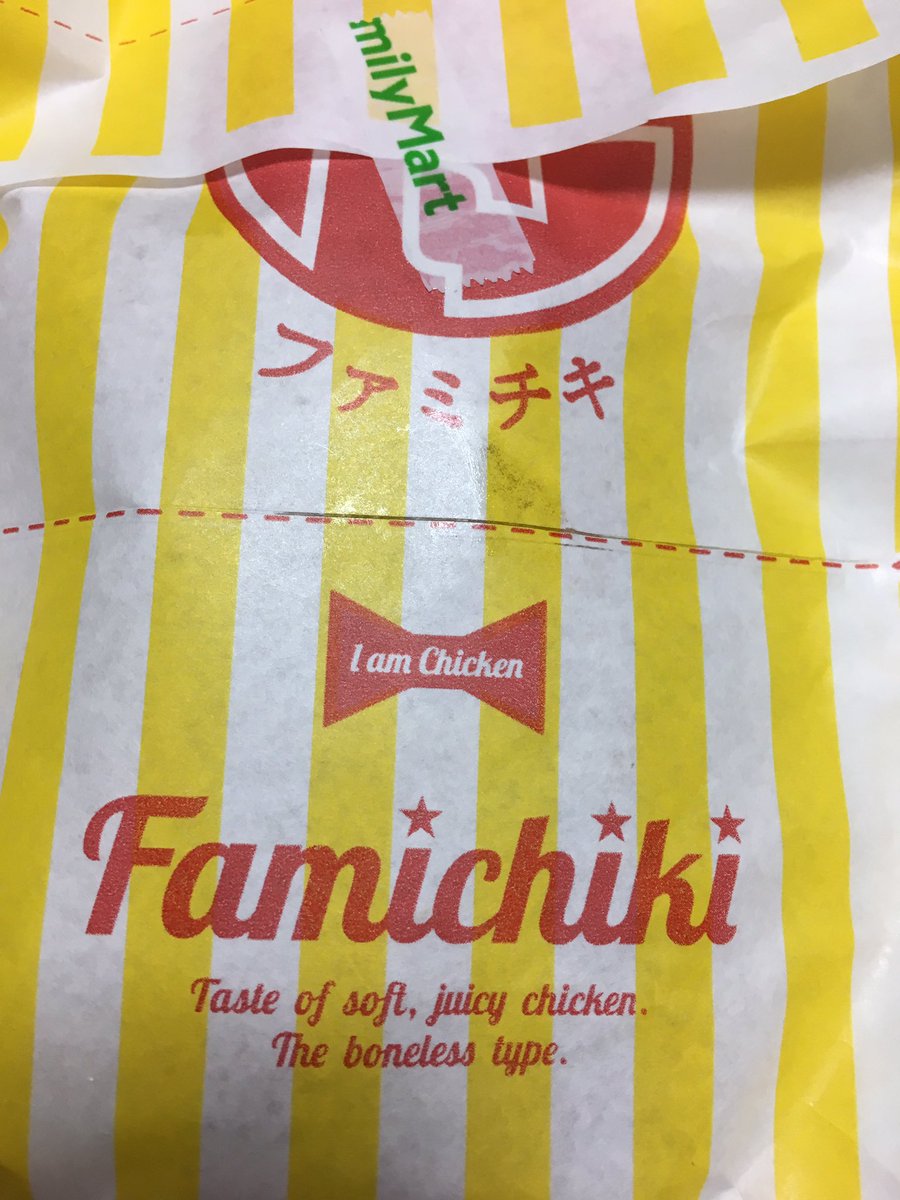 milyMart
ファミチキ
I am Chicken
Famichiki
Taste of soft, juicy chicken.
The boneless type.